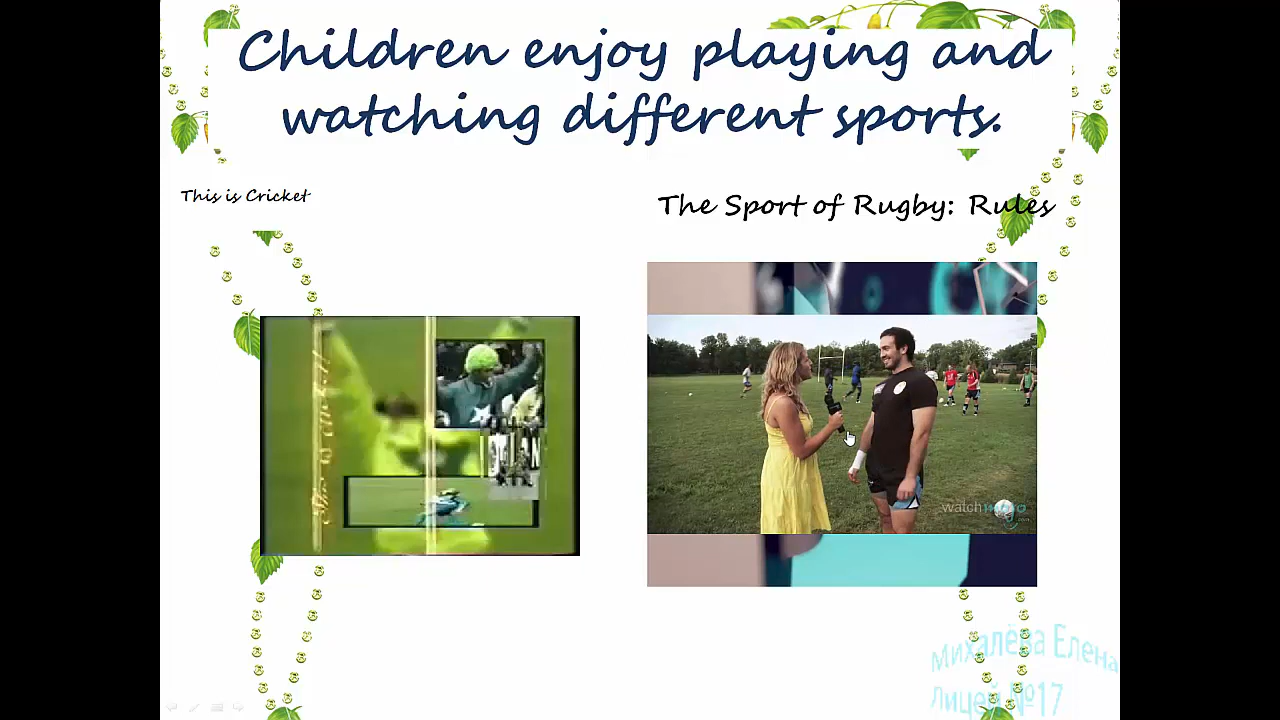 Children enjoy playing and
watching different sports.
This is Cricket
The Sport of Rugby: Rules
watchmojo
Михалёва Елена
Лицей №17